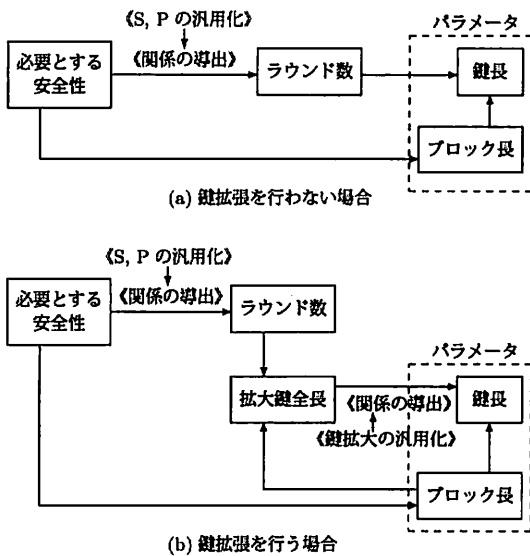 《S, P の汎用化》
パラメータ
必要とする
安全性
《関係の導出》
ラウンド数
鍵長
ブロック長
(a) 鍵拡張を行わない場合
《S, P の汎用化》
必要とする
安全性
《関係の導出》
ラウンド数
パラメータ
拡大鍵全長
《関係の導出》
鍵長
《鍵拡大の汎用化》
ブロック長
(b) 鍵拡張を行う場合